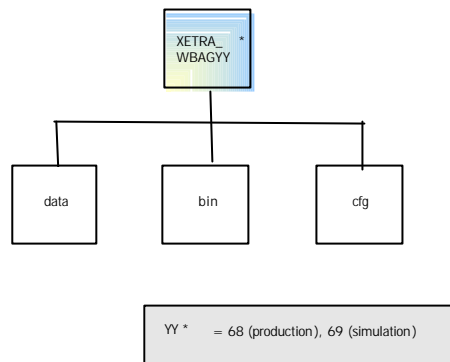 XETRA_ *
WBAGYY
data bin cfg
YY * = 68 (production), 69 (simulation)